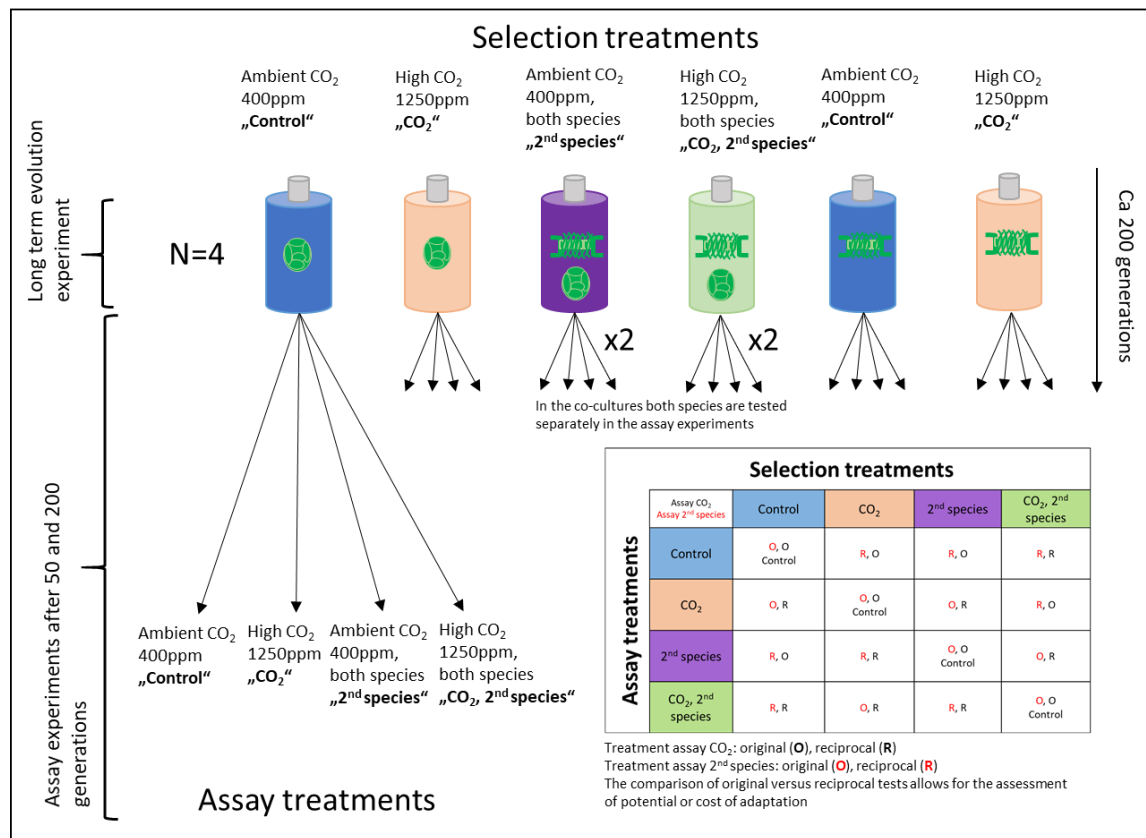 Selection treatments
Ambient CO₂
400ppm
„Control“
High CO₂
1250ppm
„CO₂“
Ambient CO₂
400ppm,
both species
„2ⁿᵈ species“
High CO₂
1250ppm,
both species
„CO₂, 2ⁿᵈ species“
Ambient CO₂
400ppm
„Control“
High CO₂
1250ppm
„CO₂“
Long term evolution
experiment
N=4
Ca 200 generations
x2
x2
In the co-cultures both species are tested
separately in the assay experiments
Assay experiments after 50 and 200
generations
Ambient CO₂
400ppm
„Control“
High CO₂
1250ppm
„CO₂“
Ambient CO₂
400ppm,
both species
„2ⁿᵈ species“
High CO₂
1250ppm,
both species
„CO₂, 2ⁿᵈ species“
Assay treatments
Selection treatments
Assay treatments
Assay CO₂
Assay 2ⁿᵈ species
Control
CO₂
2ⁿᵈ species
CO₂, 2ⁿᵈ
species
Control
O, O
Control
R, O
R, O
R, R
CO₂
O, R
O, O
Control
O, R
R, O
2ⁿᵈ species
R, O
R, R
O, O
Control
O, R
CO₂, 2ⁿᵈ
species
R, R
O, R
R, R
O, O
Control
Treatment assay CO₂: original (O), reciprocal (R)
Treatment assay 2ⁿᵈ species: original (O), reciprocal (R)
The comparison of original versus reciprocal tests allows for the assessment
of potential or cost of adaptation